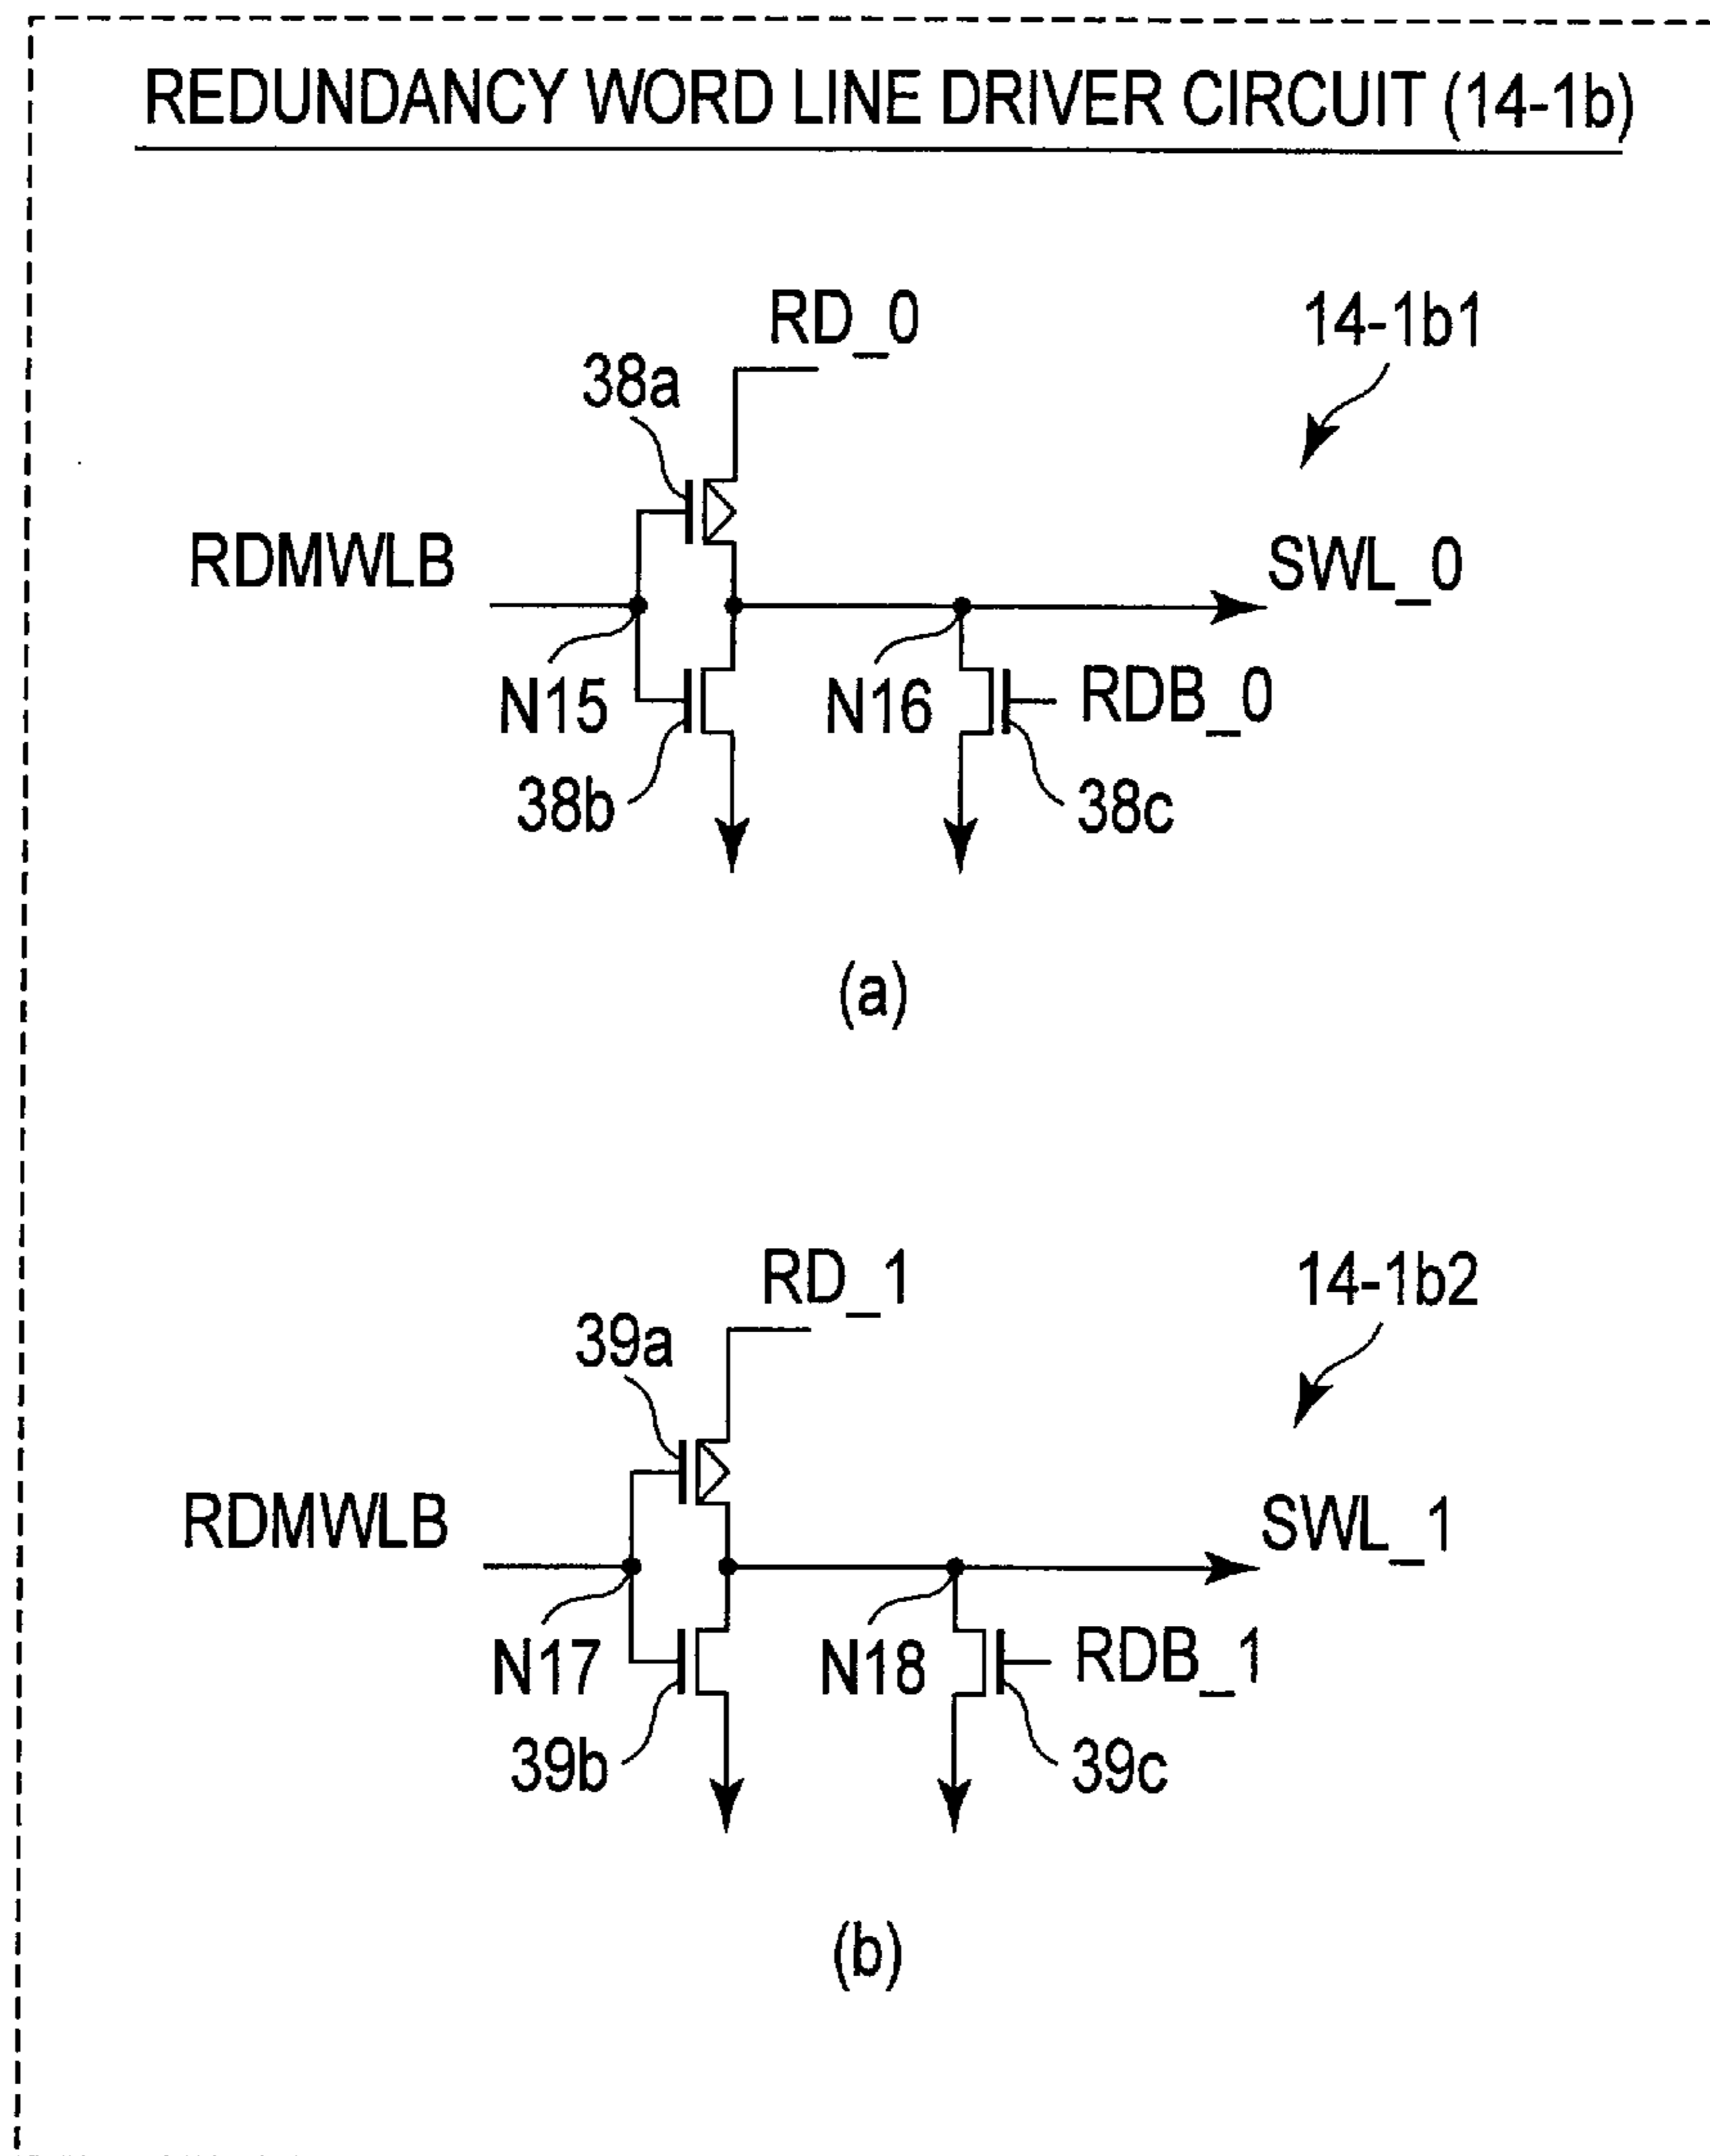 REDUNDANCY WORD LINE DRIVER CIRCUIT (14-1b)
RD_0
14-1b1
38a
RDMWLB
SWL_0
N15
N16
RDB_0
38b
38c
(a)
RD_1
14-1b2
39a
RDMWLB
SWL_1
N17
N18
RDB_1
39b
39c
(b)